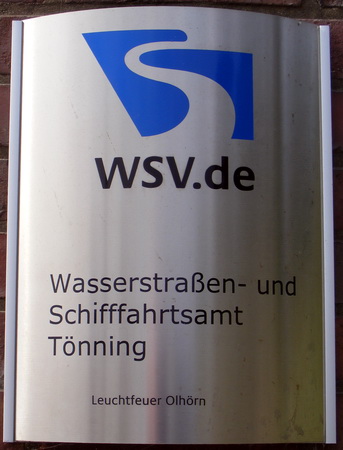 WSV.de
Wasserstraßen- und
Schifffahrtsamt
Tönning
Leuchtfeuer Olhörn